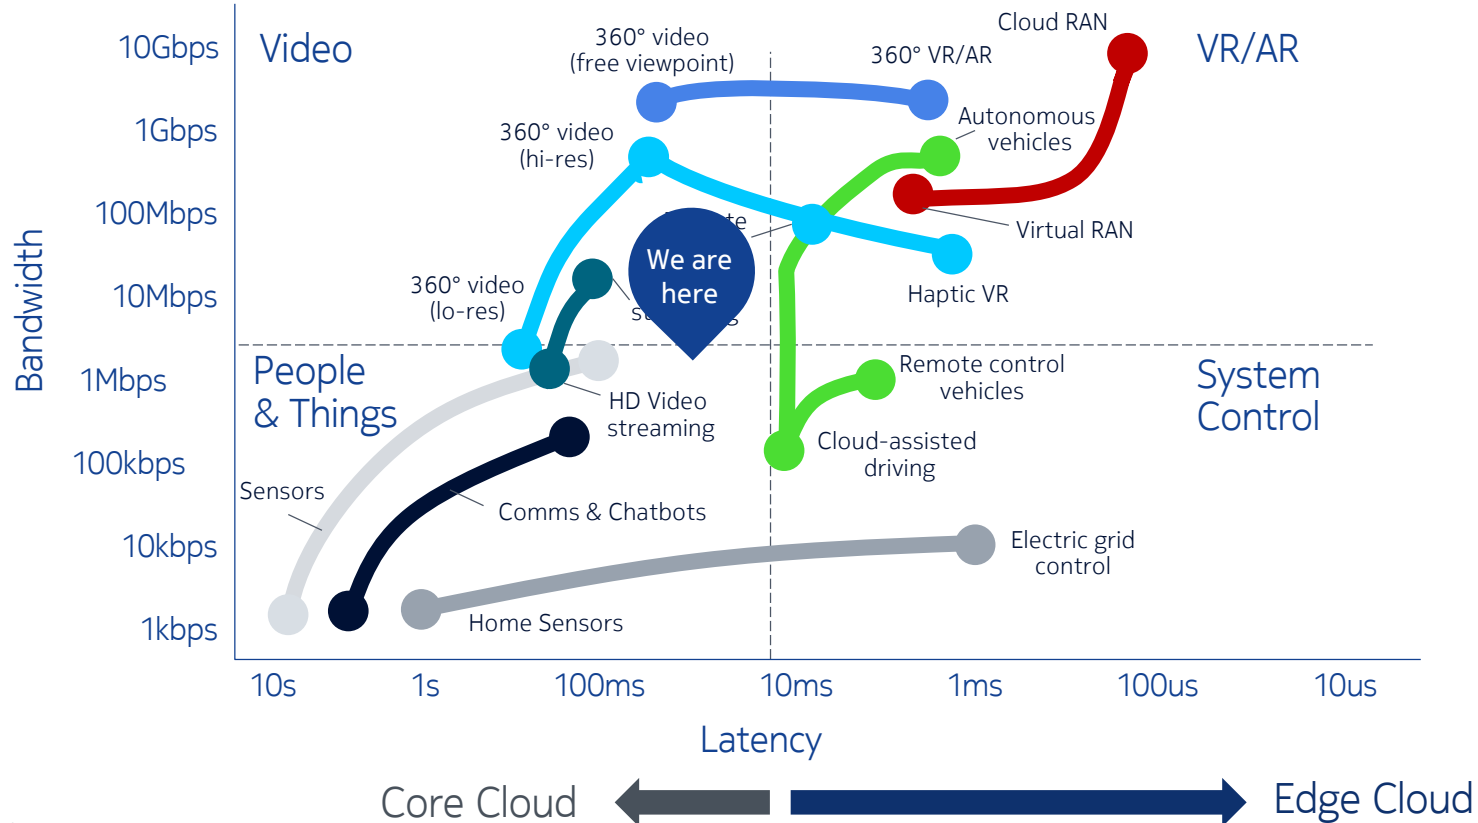 Cloud RAN
10Gbps
Video
360° video
(free viewpoint)
360° VR/AR
VR/AR
1Gbps
360° video
(hi-res)
Autonomous
vehicles
100Mbps
Virtual RAN
We are
here
360° video
(lo-res)
10Mbps
Haptic VR
Bandwidth
People
& Things
1Mbps
Remote control
vehicles
System
Control
HD Video
streaming
100kbps
Cloud-assisted
driving
Sensors
Comms & Chatbots
10kbps
Electric grid
control
1kbps
Home Sensors
10s
1s
100ms
10ms
1ms
100us
10us
Latency
Core Cloud
Edge Cloud